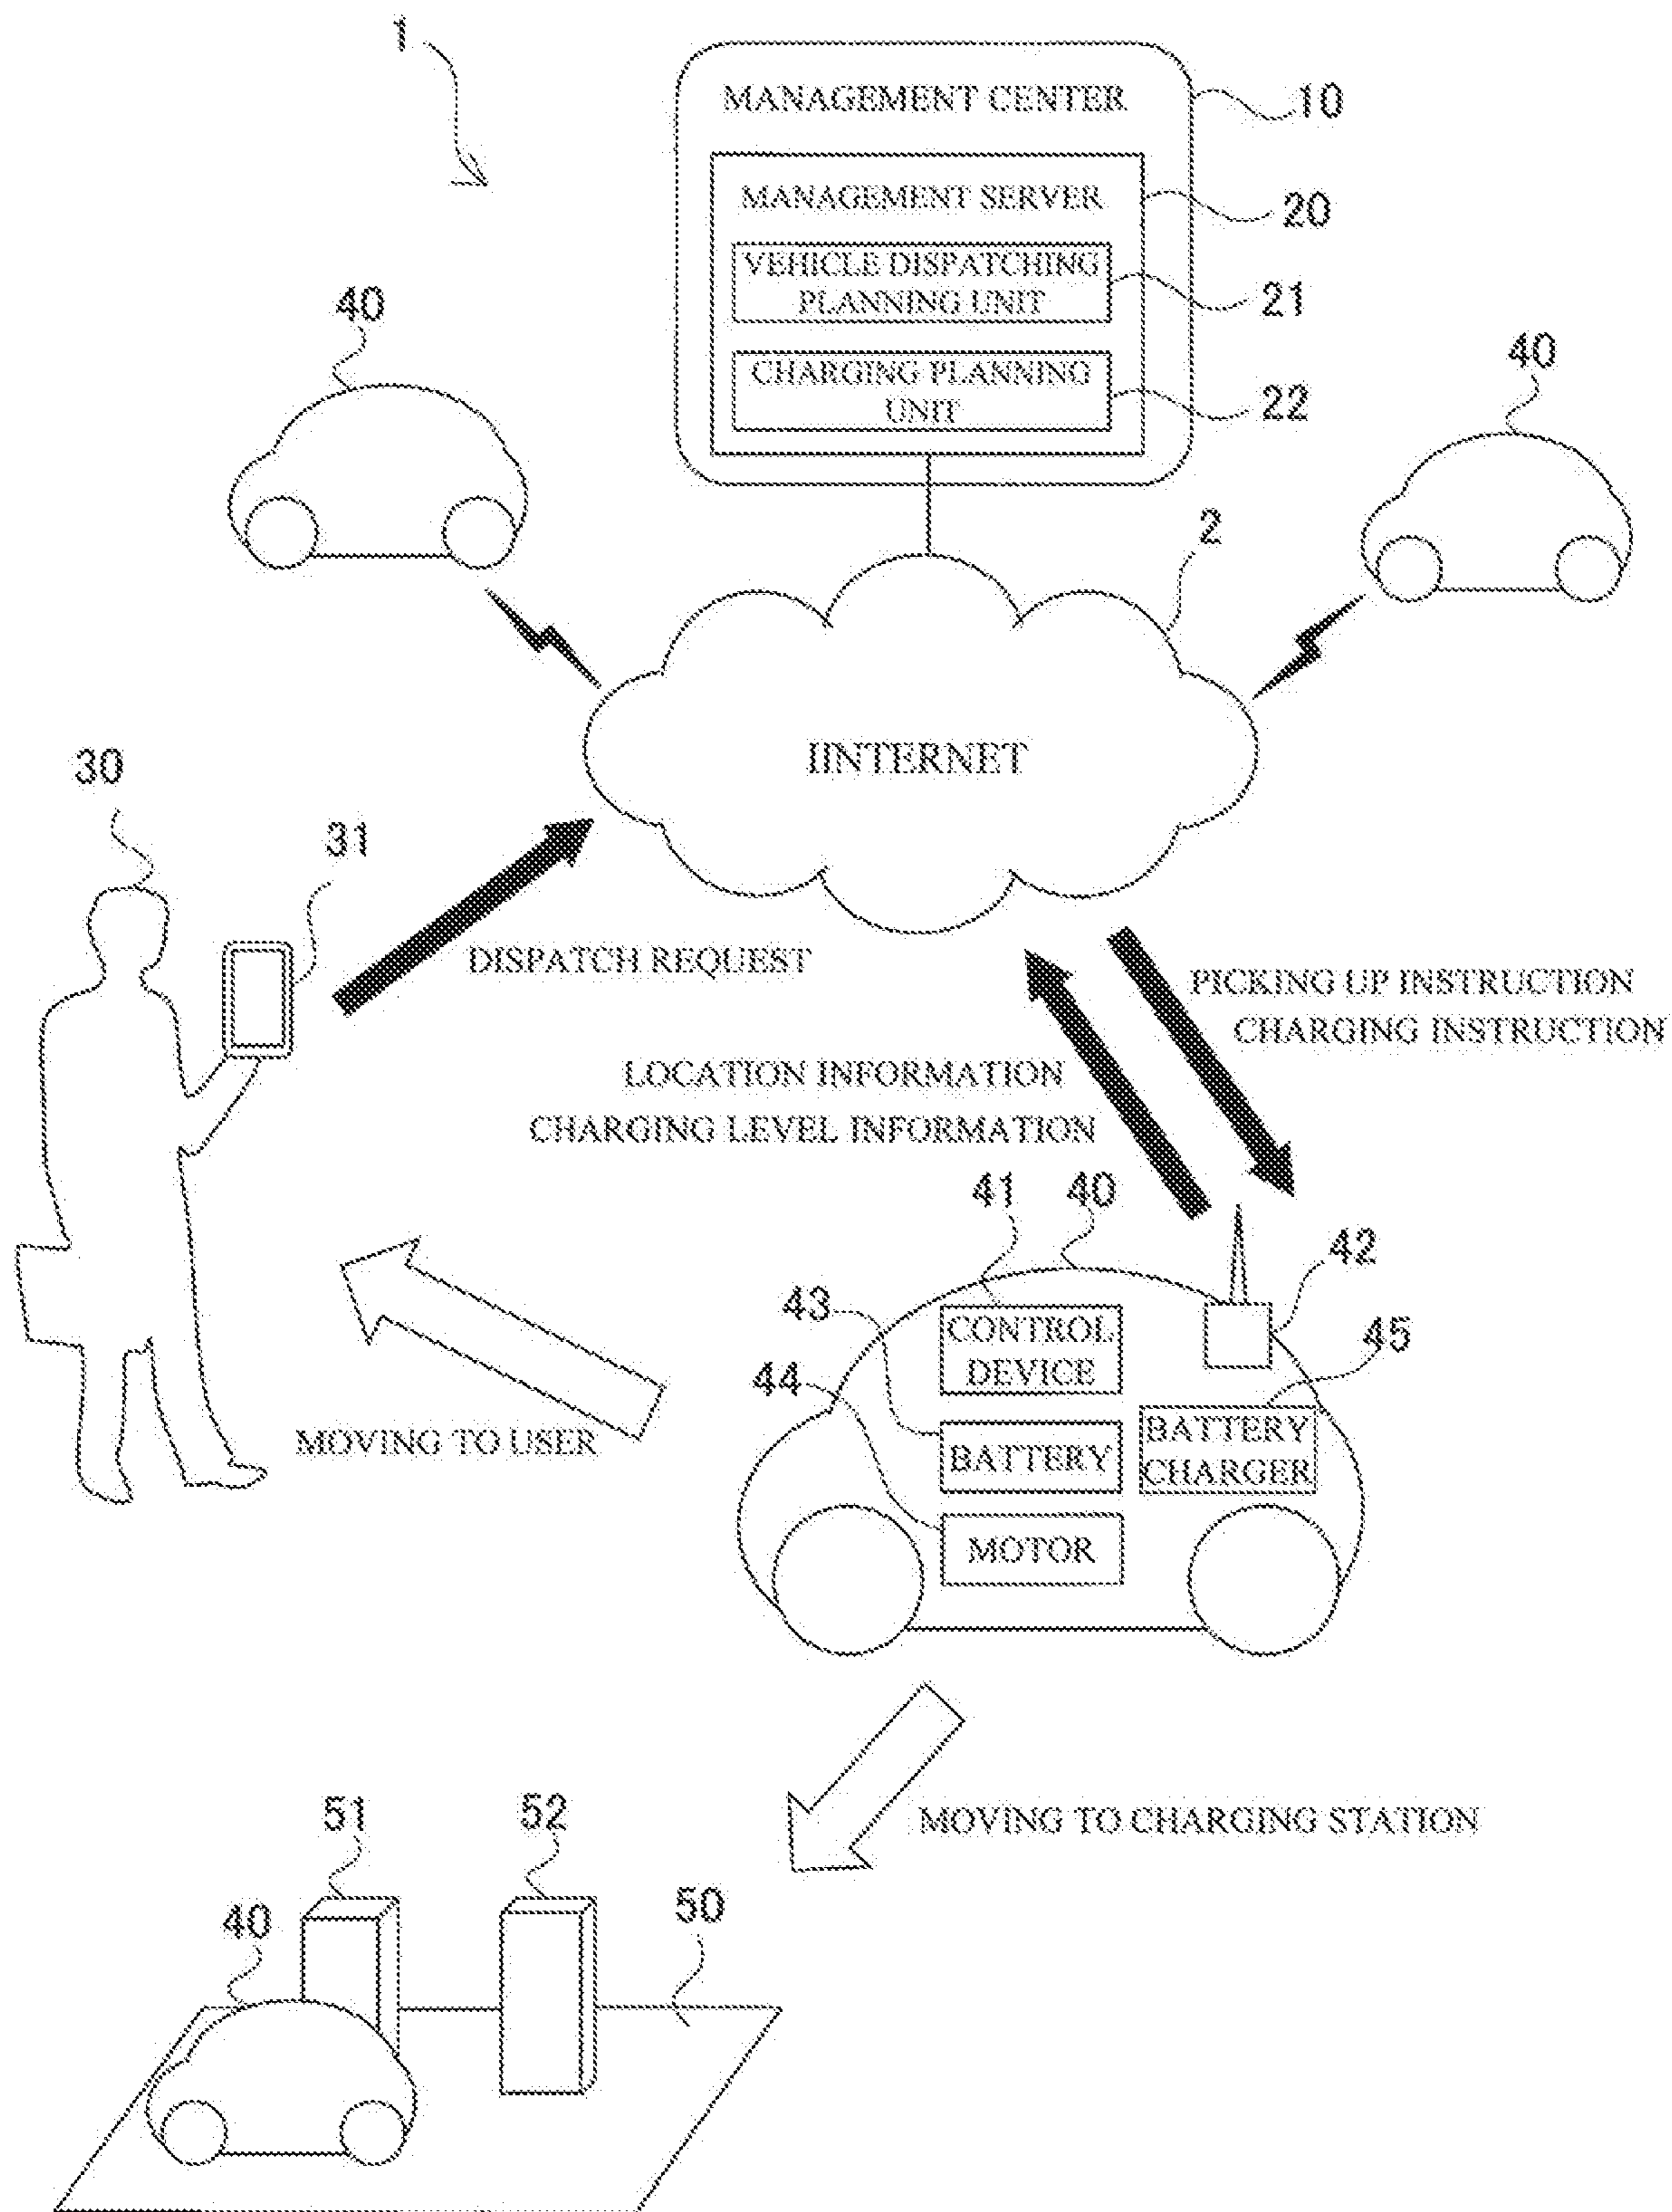 1
MANAGEMENT CENTER
10
MANAGEMENT SERVER
20
VEHICLE DISPATCHING
PLANNING UNIT
21
CHARGING PLANNING
UNIT
22
40
40
2
IINTERNET
30
31
DISPATCH REQUEST
PICKING UP INSTRUCTION
CHARGING INSTRUCTION
LOCATION INFORMATION
CHARGING LEVEL INFORMATION
41
40
42
43
CONTROL
DEVICE
45
44
BATTERY
BATTERY
CHARGER
MOTOR
MOVING TO USER
MOVING TO CHARGING STATION
51
52
50
40